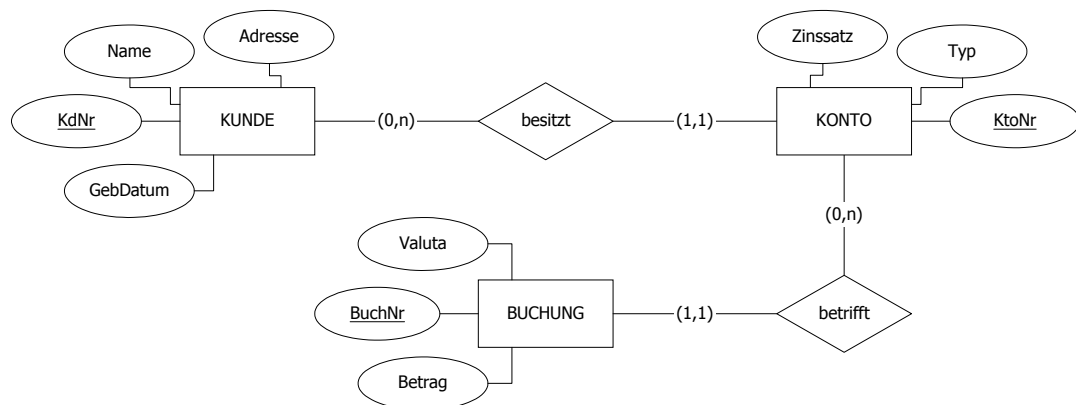 Name
Adresse
KdNr
KUNDE
GebDatum
(0,n)
besitzt
(1,1)
Zinssatz
Typ
KONTO
KtoNr
(0,n)
Valuta
BuchNr
BUCHUNG
Betrag
(1,1)
betrifft